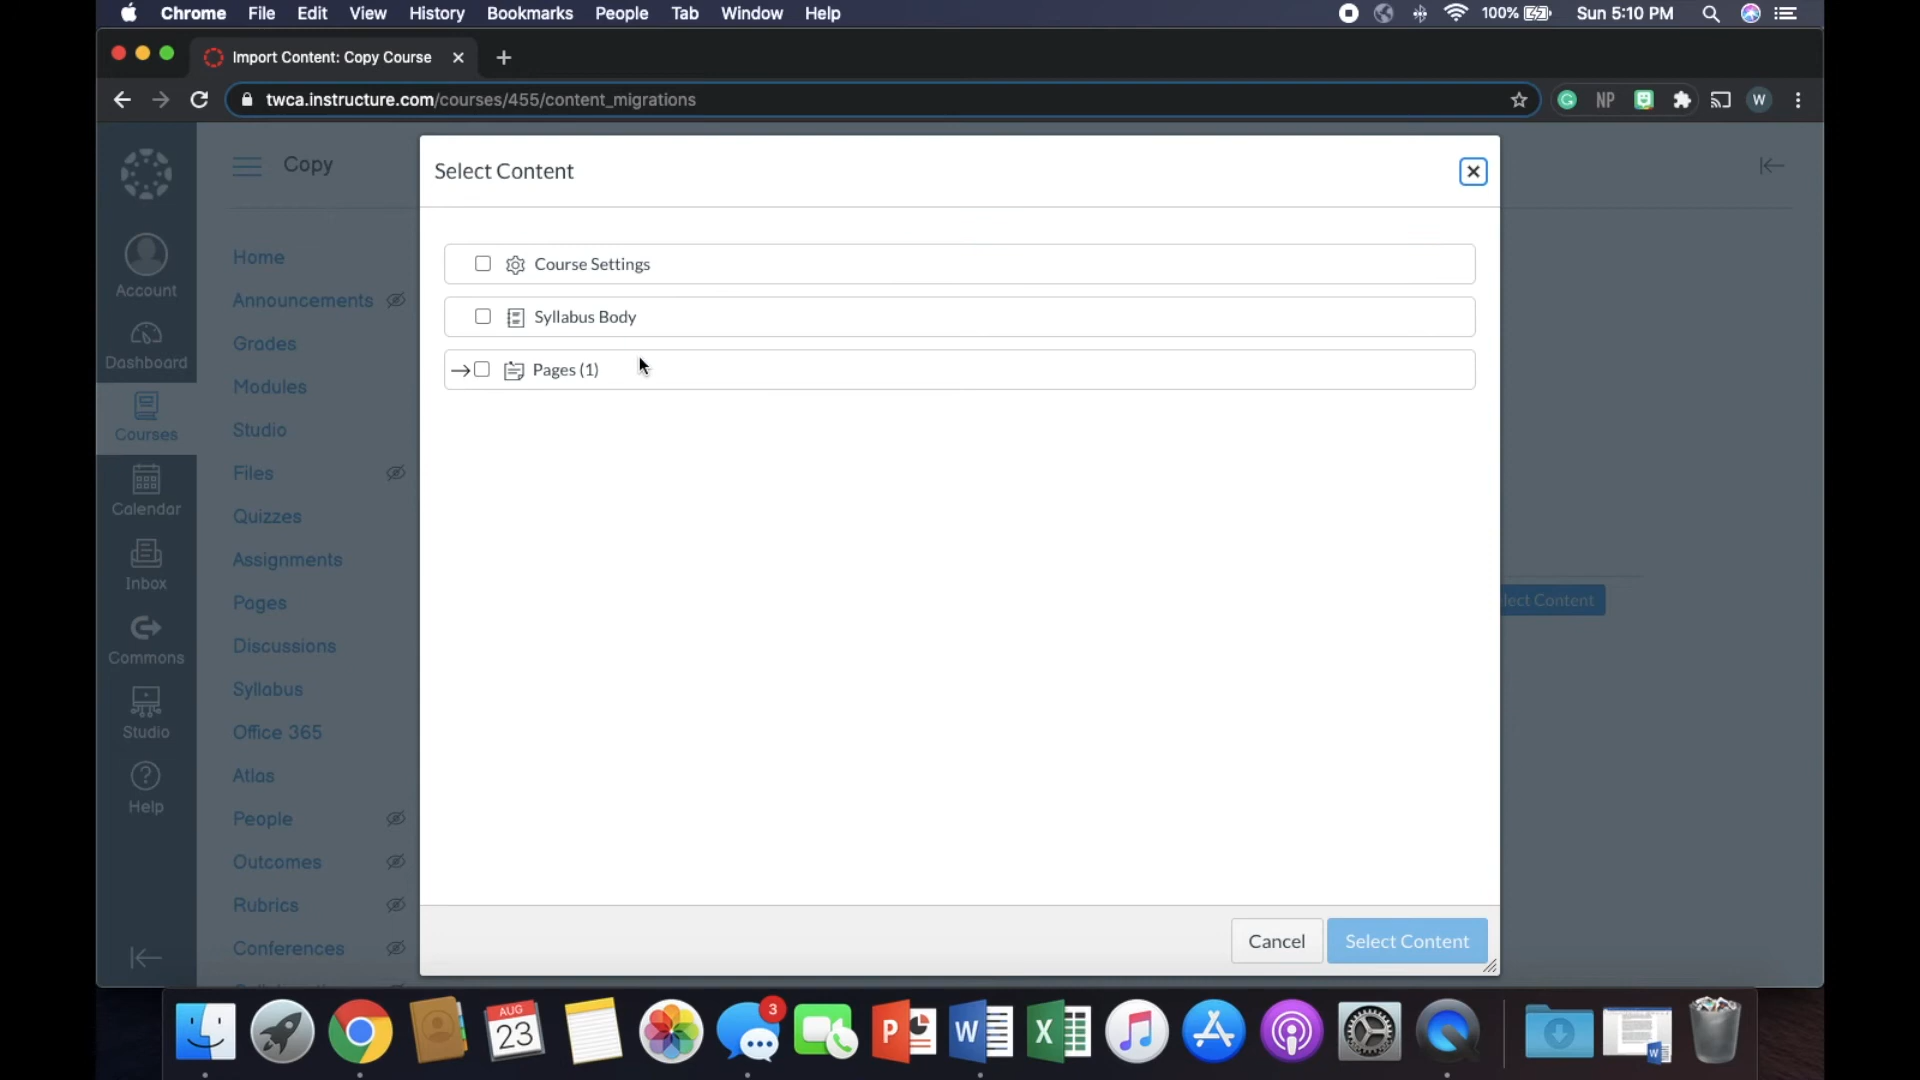 Chrome File Edit View History Bookmarks People Tab Window Help 100% Sun 5:10 PM
Import Content: Copy Course
twca.instructure.com/courses/455/content_migrations NP W
Copy
Select Content
Course Settings
Syllabus Body
Pages (1)
Account
Dashboard
Courses
Calendar
Inbox
Commons
Studio
Help
Home
Announcements
Grades
Modules
Studio
Files
Quizzes
Assignments
Pages
Discussions
Syllabus
Office 365
Atlas
People
Outcomes
Rubrics
Conferences
lect Content
Cancel Select Content
AUG
23
3
P
W
X
W